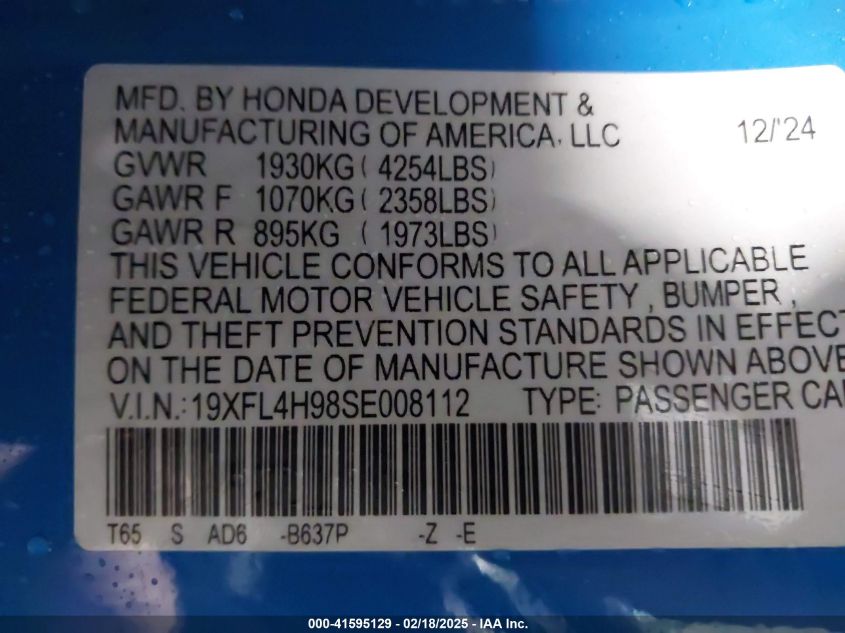 MFD. BY HONDA DEVELOPMENT &
MANUFACTURING OF AMERICA, LLC 12/'24
GVWR 1930KG ( 4254LBS)
GAWR F 1070KG ( 2358LBS)
GAWR R 895KG ( 1973LBS)
THIS VEHICLE CONFORMS TO ALL APPLICABLE
FEDERAL MOTOR VEHICLE SAFETY , BUMPER ,
AND THEFT PREVENTION STANDARDS IN EFFECT
ON THE DATE OF MANUFACTURE SHOWN ABOVE
V.I.N.: 19XFL4H98SE008112 TYPE: PASSENGER CA
T65 S AD6 -B637P -Z -E
000-41595129 - 02/18/2025 - IAA Inc.